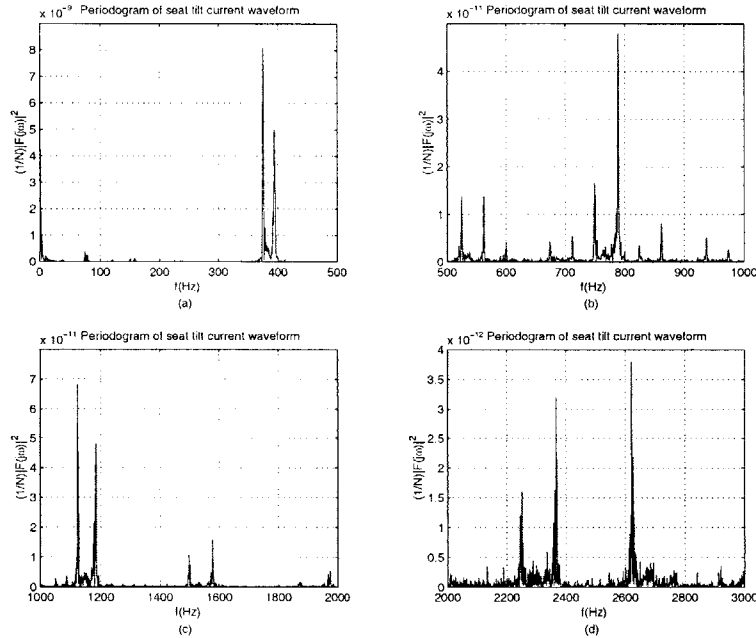 x 10⁻⁹ Periodogram of seat tilt current waveform
9
8
7
6
5
4
3
2
1
0
(1/N)|F(jω)|²
0 100 200 300 400 500
f(Hz)
(a)
x 10⁻¹¹ Periodogram of seat tilt current waveform
5
4
3
2
1
0
(1/N)|F(jω)|²
500 600 700 800 900 1000
f(Hz)
(b)
x 10⁻¹¹ Periodogram of seat tilt current waveform
8
7
6
5
4
3
2
1
0
(1/N)|F(jω)|²
1000 1200 1400 1600 1800 2000
f(Hz)
(c)
x 10⁻¹² Periodogram of seat tilt current waveform
4
3.5
3
2.5
2
1.5
1
0.5
0
(1/N)|F(jω)|²
2000 2200 2400 2600 2800 3000
f(Hz)
(d)